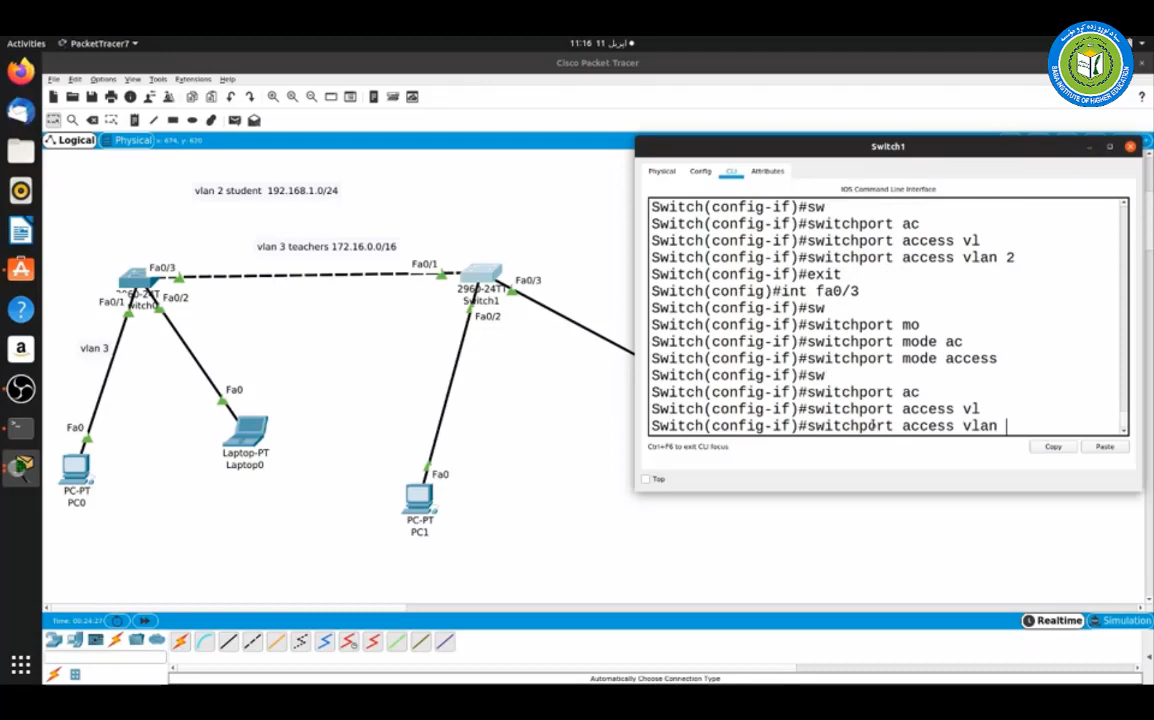 Activities PacketTracer7 11:16 11 اپریل
Cisco Packet Tracer
File Edit Options View Tools Extensions Help
Logical Physical x: 674, y: 620
Switch1
Physical Config CLI Attributes
IOS Command Line Interface
vlan 2 student 192.168.1.0/24
vlan 3 teachers 172.16.0.0/16
Switch(config-if)#sw
Switch(config-if)#switchport ac
Switch(config-if)#switchport access vl
Switch(config-if)#switchport access vlan 2
Switch(config-if)#exit
Switch(config)#int fa0/3
Switch(config-if)#sw
Switch(config-if)#switchport mo
Switch(config-if)#switchport mode ac
Switch(config-if)#switchport mode access
Switch(config-if)#sw
Switch(config-if)#switchport ac
Switch(config-if)#switchport access vl
Switch(config-if)#switchport access vlan
Ctrl+F6 to exit CLI focus
Copy Paste
Top
Fa0/3
Fa0/1
Fa0/3
2960-24TT
Switch1
Fa0/1
Fa0/2
Fa0/2
vlan 3
Fa0
Fa0
Fa0
Laptop-PT
Laptop0
PC-PT
PC0
PC-PT
PC1
Time: 00:24:27
Realtime Simulation
Automatically Choose Connection Type